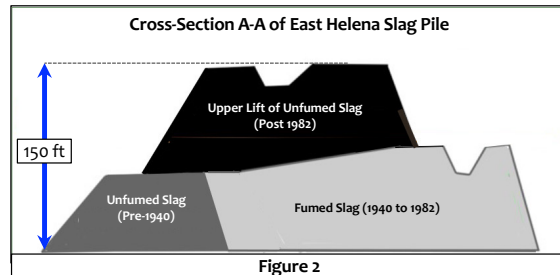 Cross-Section A-A of East Helena Slag Pile
Upper Lift of Unfumed Slag
(Post 1982)
150 ft
Unfumed Slag
(Pre-1940)
Fumed Slag (1940 to 1982)
Figure 2